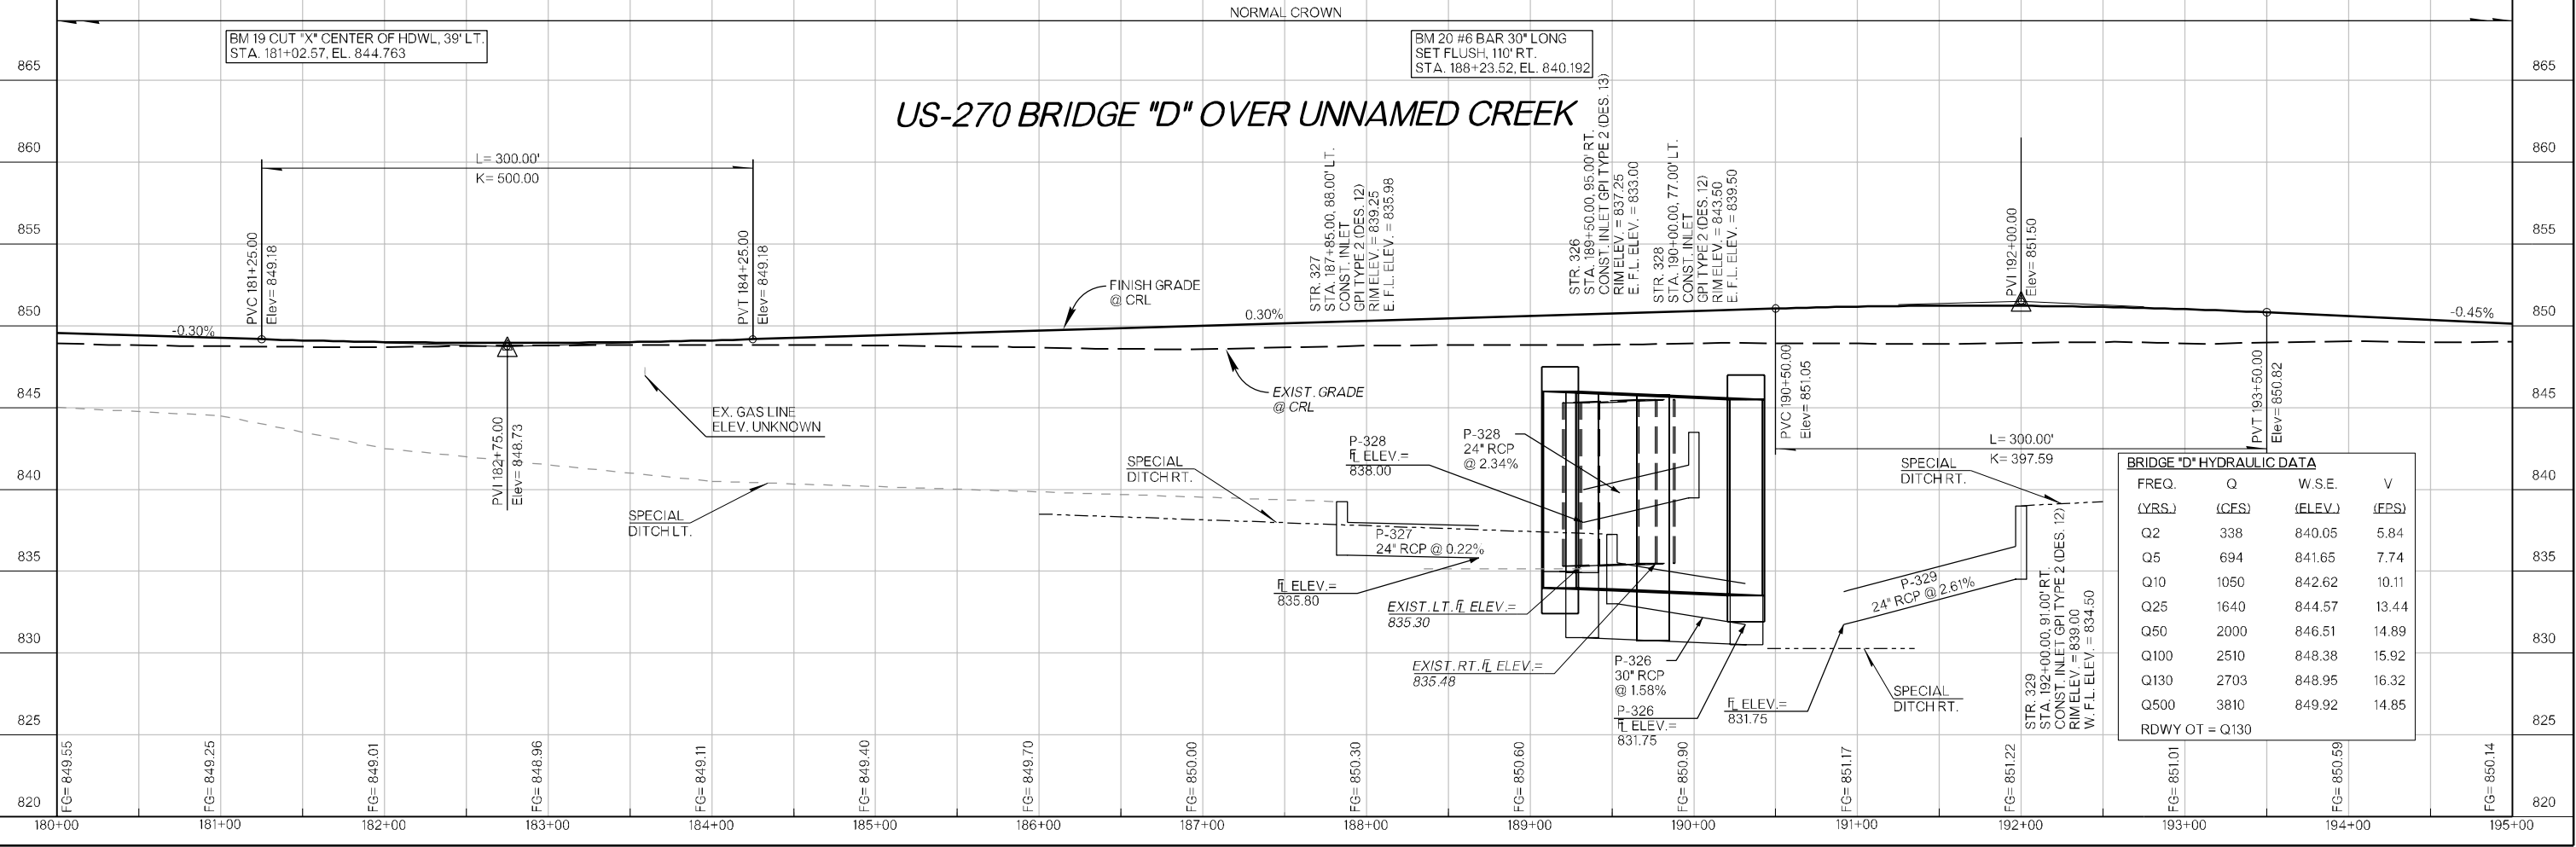 NORMAL CROWN
BM 19 CUT "X" CENTER OF HDWL, 39' LT.
STA. 181+02.57, EL. 844.763
BM 20 #6 BAR 30" LONG
SET FLUSH, 110' RT.
STA. 188+23.52, EL. 840.192
US-270 BRIDGE "D" OVER UNNAMED CREEK
865
860
855
850
845
840
835
830
825
820
865
860
855
850
845
840
835
830
825
820
L= 300.00'
K= 500.00
PVC 181+25.00
Elev= 849.18
PVT 184+25.00
Elev= 849.18
-0.30%
PVI 182+75.00
Elev= 848.73
EX. GAS LINE
ELEV. UNKNOWN
SPECIAL
DITCH LT.
FINISH GRADE
@ CRL
0.30%
EXIST. GRADE
@ CRL
SPECIAL
DITCH RT.
STR. 327
STA. 187+85.00, 88.00' LT.
CONST. INLET
GPI TYPE 2 (DES. 12)
RIM ELEV. = 839.25
E. F.L. ELEV. = 835.98
STR. 326
STA. 189+50.00, 95.00' RT.
CONST. INLET GPI TYPE 2 (DES. 13)
RIM ELEV. = 837.25
E. F.L. ELEV. = 833.00
STR. 328
STA. 190+00.00, 77.00' LT.
CONST. INLET
GPI TYPE 2 (DES. 12)
RIM ELEV. = 843.50
E. F.L. ELEV. = 839.50
P-328
FL ELEV.=
838.00
P-328
24" RCP
@ 2.34%
P-327
24" RCP @ 0.22%
FL ELEV.=
835.80
EXIST. LT. FL ELEV.=
835.30
EXIST. RT. FL ELEV.=
835.48
P-326
30" RCP
@ 1.58%
P-326
FL ELEV.=
831.75
FL ELEV.=
831.75
PVC 190+50.00
Elev= 851.05
PVI 192+00.00
Elev= 851.50
PVT 193+50.00
Elev= 850.82
-0.45%
L= 300.00'
K= 397.59
SPECIAL
DITCH RT.
P-329
24" RCP @ 2.61%
SPECIAL
DITCH RT.
STR. 329
STA. 192+00.00, 91.00' RT.
CONST. INLET GPI TYPE 2 (DES. 12)
RIM ELEV. = 839.00
W. F.L. ELEV. = 834.50
BRIDGE "D" HYDRAULIC DATA
FREQ. Q W.S.E. V
(YRS.) (CFS) (ELEV.) (FPS)
Q2 338 840.05 5.84
Q5 694 841.65 7.74
Q10 1050 842.62 10.11
Q25 1640 844.57 13.44
Q50 2000 846.51 14.89
Q100 2510 848.38 15.92
Q130 2703 848.95 16.32
Q500 3810 849.92 14.85
RDWY OT = Q130
FG= 849.55
FG= 849.25
FG= 849.01
FG= 848.96
FG= 849.11
FG= 849.40
FG= 849.70
FG= 850.00
FG= 850.30
FG= 850.60
FG= 850.90
FG= 851.17
FG= 851.22
FG= 851.01
FG= 850.59
FG= 850.14
180+00 181+00 182+00 183+00 184+00 185+00 186+00 187+00 188+00 189+00 190+00 191+00 192+00 193+00 194+00 195+00